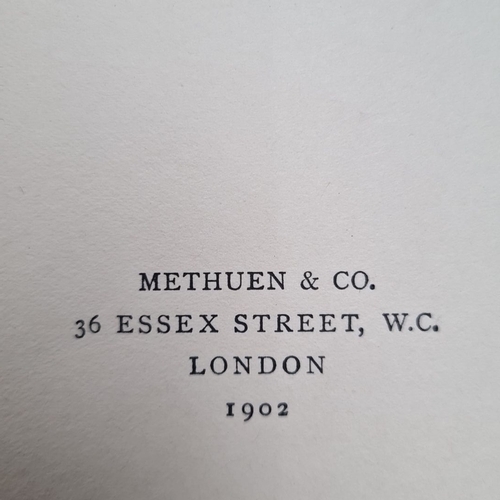 METHUEN & CO.
36 ESSEX STREET, W.C.
LONDON
1902